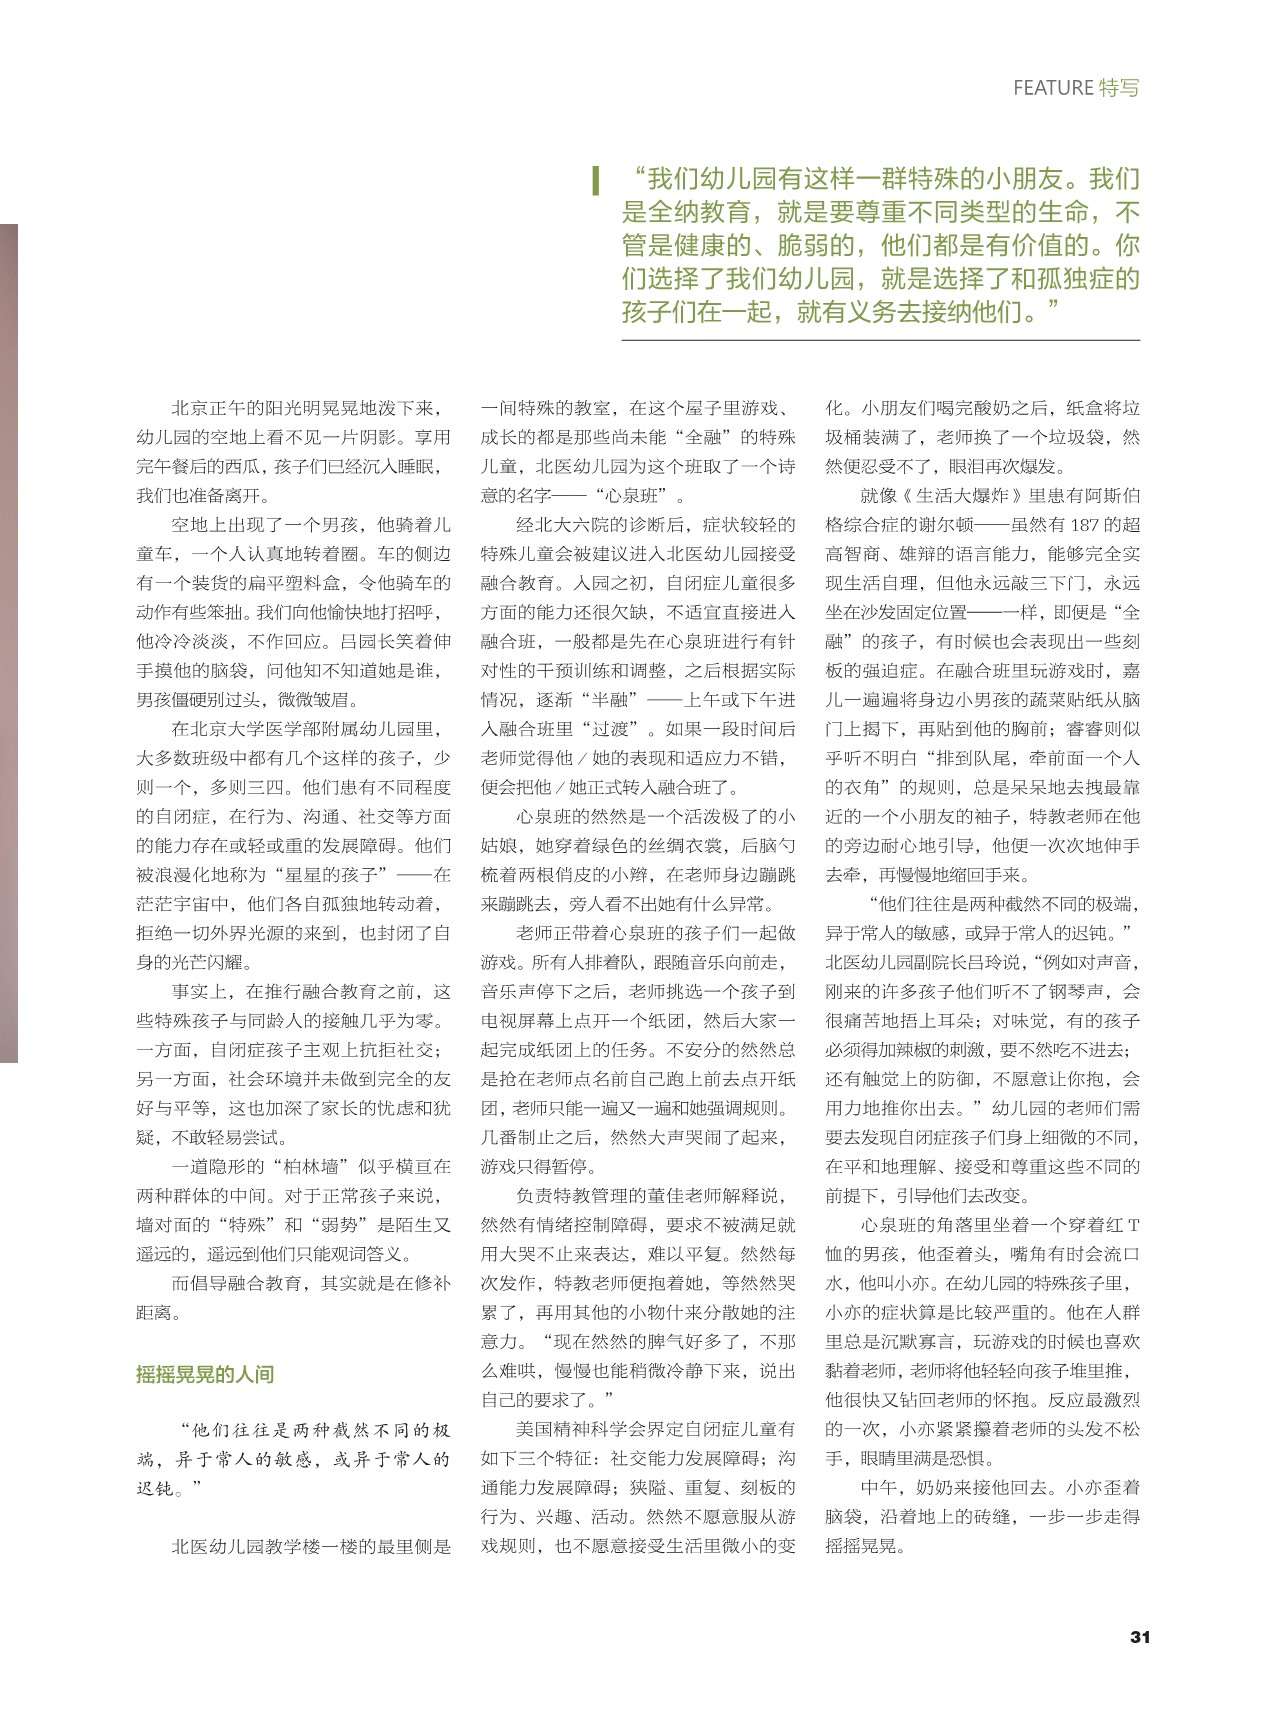 FEATURE 特写
“我们幼儿园有这样一群特殊的小朋友。我们
是全纳教育，就是要尊重不同类型的生命，不
管是健康的、脆弱的，他们都是有价值的。你
们选择了我们幼儿园，就是选择了和孤独症的
孩子们在一起，就有义务去接纳他们。”
北京正午的阳光明晃晃地泼下来，
幼儿园的空地上看不见一片阴影。享用
完午餐后的西瓜，孩子们已经沉入睡眠，
我们也准备离开。
空地上出现了一个男孩，他骑着儿
童车，一个人认真地转着圈。车的侧边
有一个装货的扁平塑料盒，令他骑车的
动作有些笨拙。我们向他愉快地打招呼，
他冷冷淡淡，不作回应。吕园长笑着伸
手摸他的脑袋，问他知不知道她是谁，
男孩僵硬别过头，微微皱眉。
在北京大学医学部附属幼儿园里，
大多数班级中都有几个这样的孩子，少
则一个，多则三四。他们患有不同程度
的自闭症，在行为、沟通、社交等方面
的能力存在或轻或重的发展障碍。他们
被浪漫化地称为“星星的孩子”——在
茫茫宇宙中，他们各自孤独地转动着，
拒绝一切外界光源的来到，也封闭了自
身的光芒闪耀。
事实上，在推行融合教育之前，这
些特殊孩子与同龄人的接触几乎为零。
一方面，自闭症孩子主观上抗拒社交；
另一方面，社会环境并未做到完全的友
好与平等，这也加深了家长的忧虑和犹
疑，不敢轻易尝试。
一道隐形的“柏林墙”似乎横亘在
两种群体的中间。对于正常孩子来说，
墙对面的“特殊”和“弱势”是陌生又
遥远的，遥远到他们只能观词答义。
而倡导融合教育，其实就是在修补
距离。
摇摇晃晃的人间
“他们往往是两种截然不同的极
端，异于常人的敏感，或异于常人的
迟钝。”
北医幼儿园教学楼一楼的最里侧是
一间特殊的教室，在这个屋子里游戏、
成长的都是那些尚未能“全融”的特殊
儿童，北医幼儿园为这个班取了一个诗
意的名字——“心泉班”。
经北大六院的诊断后，症状较轻的
特殊儿童会被建议进入北医幼儿园接受
融合教育。入园之初，自闭症儿童很多
方面的能力还很欠缺，不适宜直接进入
融合班，一般都是先在心泉班进行有针
对性的干预训练和调整，之后根据实际
情况，逐渐“半融”——上午或下午进
入融合班里“过渡”。如果一段时间后
老师觉得他/她的表现和适应力不错，
便会把他/她正式转入融合班了。
心泉班的然然是一个活泼极了的小
姑娘，她穿着绿色的丝绸衣裳，后脑勺
梳着两根俏皮的小辫，在老师身边蹦跳
来蹦跳去，旁人看不出她有什么异常。
老师正带着心泉班的孩子们一起做
游戏。所有人排着队，跟随音乐向前走，
音乐声停下之后，老师挑选一个孩子到
电视屏幕上点开一个纸团，然后大家一
起完成纸团上的任务。不安分的然然总
是抢在老师点名前自己跑上前去点开纸
团，老师只能一遍又一遍和她强调规则。
几番制止之后，然然大声哭闹了起来，
游戏只得暂停。
负责特教管理的董佳老师解释说，
然然有情绪控制障碍，要求不被满足就
用大哭不止来表达，难以平复。然然每
次发作，特教老师便抱着她，等然然哭
累了，再用其他的小物什来分散她的注
意力。“现在然然的脾气好多了，不那
么难哄，慢慢也能稍微冷静下来，说出
自己的要求了。”
美国精神科学会界定自闭症儿童有
如下三个特征：社交能力发展障碍；沟
通能力发展障碍；狭隘、重复、刻板的
行为、兴趣、活动。然然不愿意服从游
戏规则，也不愿意接受生活里微小的变
化。小朋友们喝完酸奶之后，纸盒将垃
圾桶装满了，老师换了一个垃圾袋，然
然便忍受不了，眼泪再次爆发。
就像《生活大爆炸》里患有阿斯伯
格综合症的谢尔顿——虽然有187的超
高智商、雄辩的语言能力，能够完全实
现生活自理，但他永远敲三下门，永远
坐在沙发固定位置——一样，即便是“全
融”的孩子，有时候也会表现出一些刻
板的强迫症。在融合班里玩游戏时，嘉
儿一遍遍将身边小男孩的蔬菜贴纸从脑
门上揭下，再贴到他的胸前；睿睿则似
乎听不明白“排到队尾，牵前面一个人
的衣角”的规则，总是呆呆地去拽最靠
近的一个小朋友的袖子，特教老师在他
的旁边耐心地引导，他便一次次地伸手
去牵，再慢慢地缩回手来。
“他们往往是两种截然不同的极端，
异于常人的敏感，或异于常人的迟钝。”
北医幼儿园副院长吕玲说，“例如对声音，
刚来的许多孩子他们听不了钢琴声，会
很痛苦地捂上耳朵；对味觉，有的孩子
必须得加辣椒的刺激，要不然吃不进去；
还有触觉上的防御，不愿意让你抱，会
用力地推你出去。”幼儿园的老师们需
要去发现自闭症孩子们身上细微的不同，
在平和地理解、接受和尊重这些不同的
前提下，引导他们去改变。
心泉班的角落里坐着一个穿着红T
恤的男孩，他歪着头，嘴角有时会流口
水，他叫小亦。在幼儿园的特殊孩子里，
小亦的症状算是比较严重的。他在人群
里总是沉默寡言，玩游戏的时候也喜欢
黏着老师，老师将他轻轻向孩子堆里推，
他很快又钻回老师的怀抱。反应最激烈
的一次，小亦紧紧攥着老师的头发不松
手，眼睛里满是恐惧。
中午，奶奶来接他回去。小亦歪着
脑袋，沿着地上的砖缝，一步一步走得
摇摇晃晃。
31